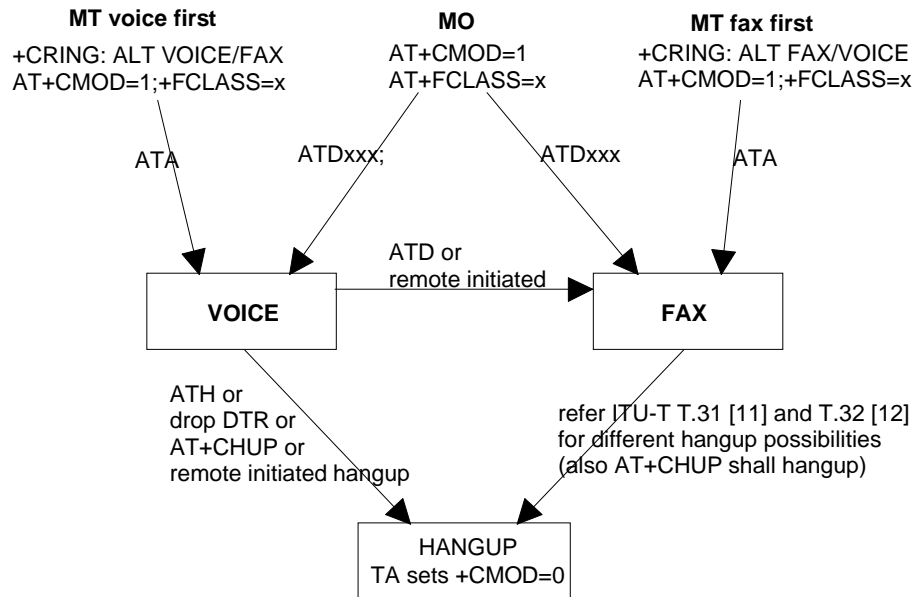 MT voice first
+CRING: ALT VOICE/FAX
AT+CMOD=1;+FCLASS=x
MO
AT+CMOD=1
AT+FCLASS=x
MT fax first
+CRING: ALT FAX/VOICE
AT+CMOD=1;+FCLASS=x
ATA
ATDxxx;
ATDxxx
ATA
ATD or
remote initiated
VOICE
FAX
ATH or
drop DTR or
AT+CHUP or
remote initiated hangup
refer ITU-T T.31 [11] and T.32 [12]
for different hangup possibilities
(also AT+CHUP shall hangup)
HANGUP
TA sets +CMOD=0